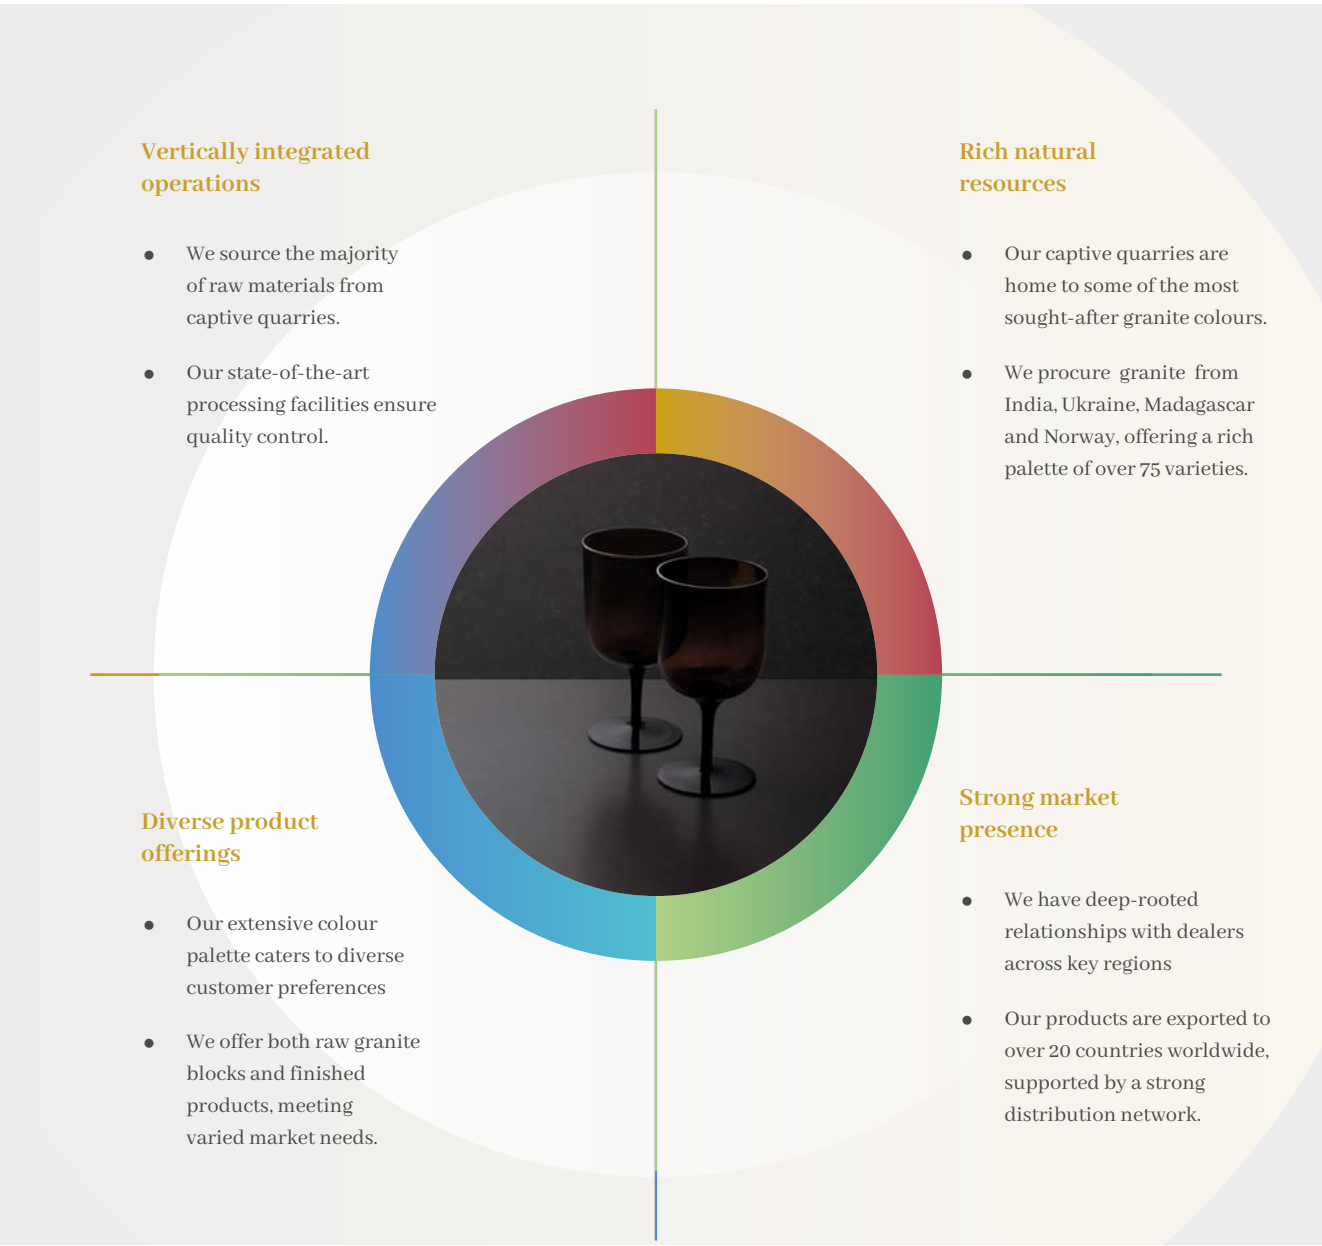 Vertically integrated
operations
● We source the majority
of raw materials from
captive quarries.
● Our state-of-the-art
processing facilities ensure
quality control.
Rich natural
resources
● Our captive quarries are
home to some of the most
sought-after granite colours.
● We procure granite from
India, Ukraine, Madagascar
and Norway, offering a rich
palette of over 75 varieties.
Diverse product
offerings
● Our extensive colour
palette caters to diverse
customer preferences
● We offer both raw granite
blocks and finished
products, meeting
varied market needs.
Strong market
presence
● We have deep-rooted
relationships with dealers
across key regions
● Our products are exported to
over 20 countries worldwide,
supported by a strong
distribution network.